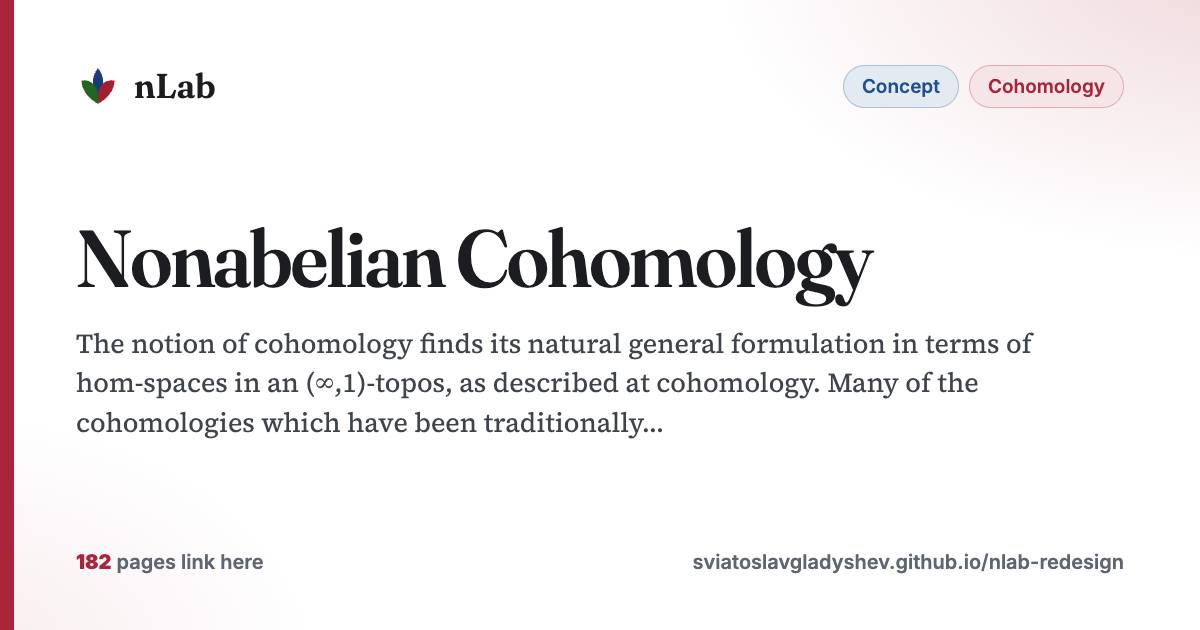 nLab
Concept
Cohomology
Nonabelian Cohomology
The notion of cohomology finds its natural general formulation in terms of
hom-spaces in an (∞,1)-topos, as described at cohomology. Many of the
cohomologies which have been traditionally...
182 pages link here
sviatoslavgladyshev.github.io/nlab-redesign